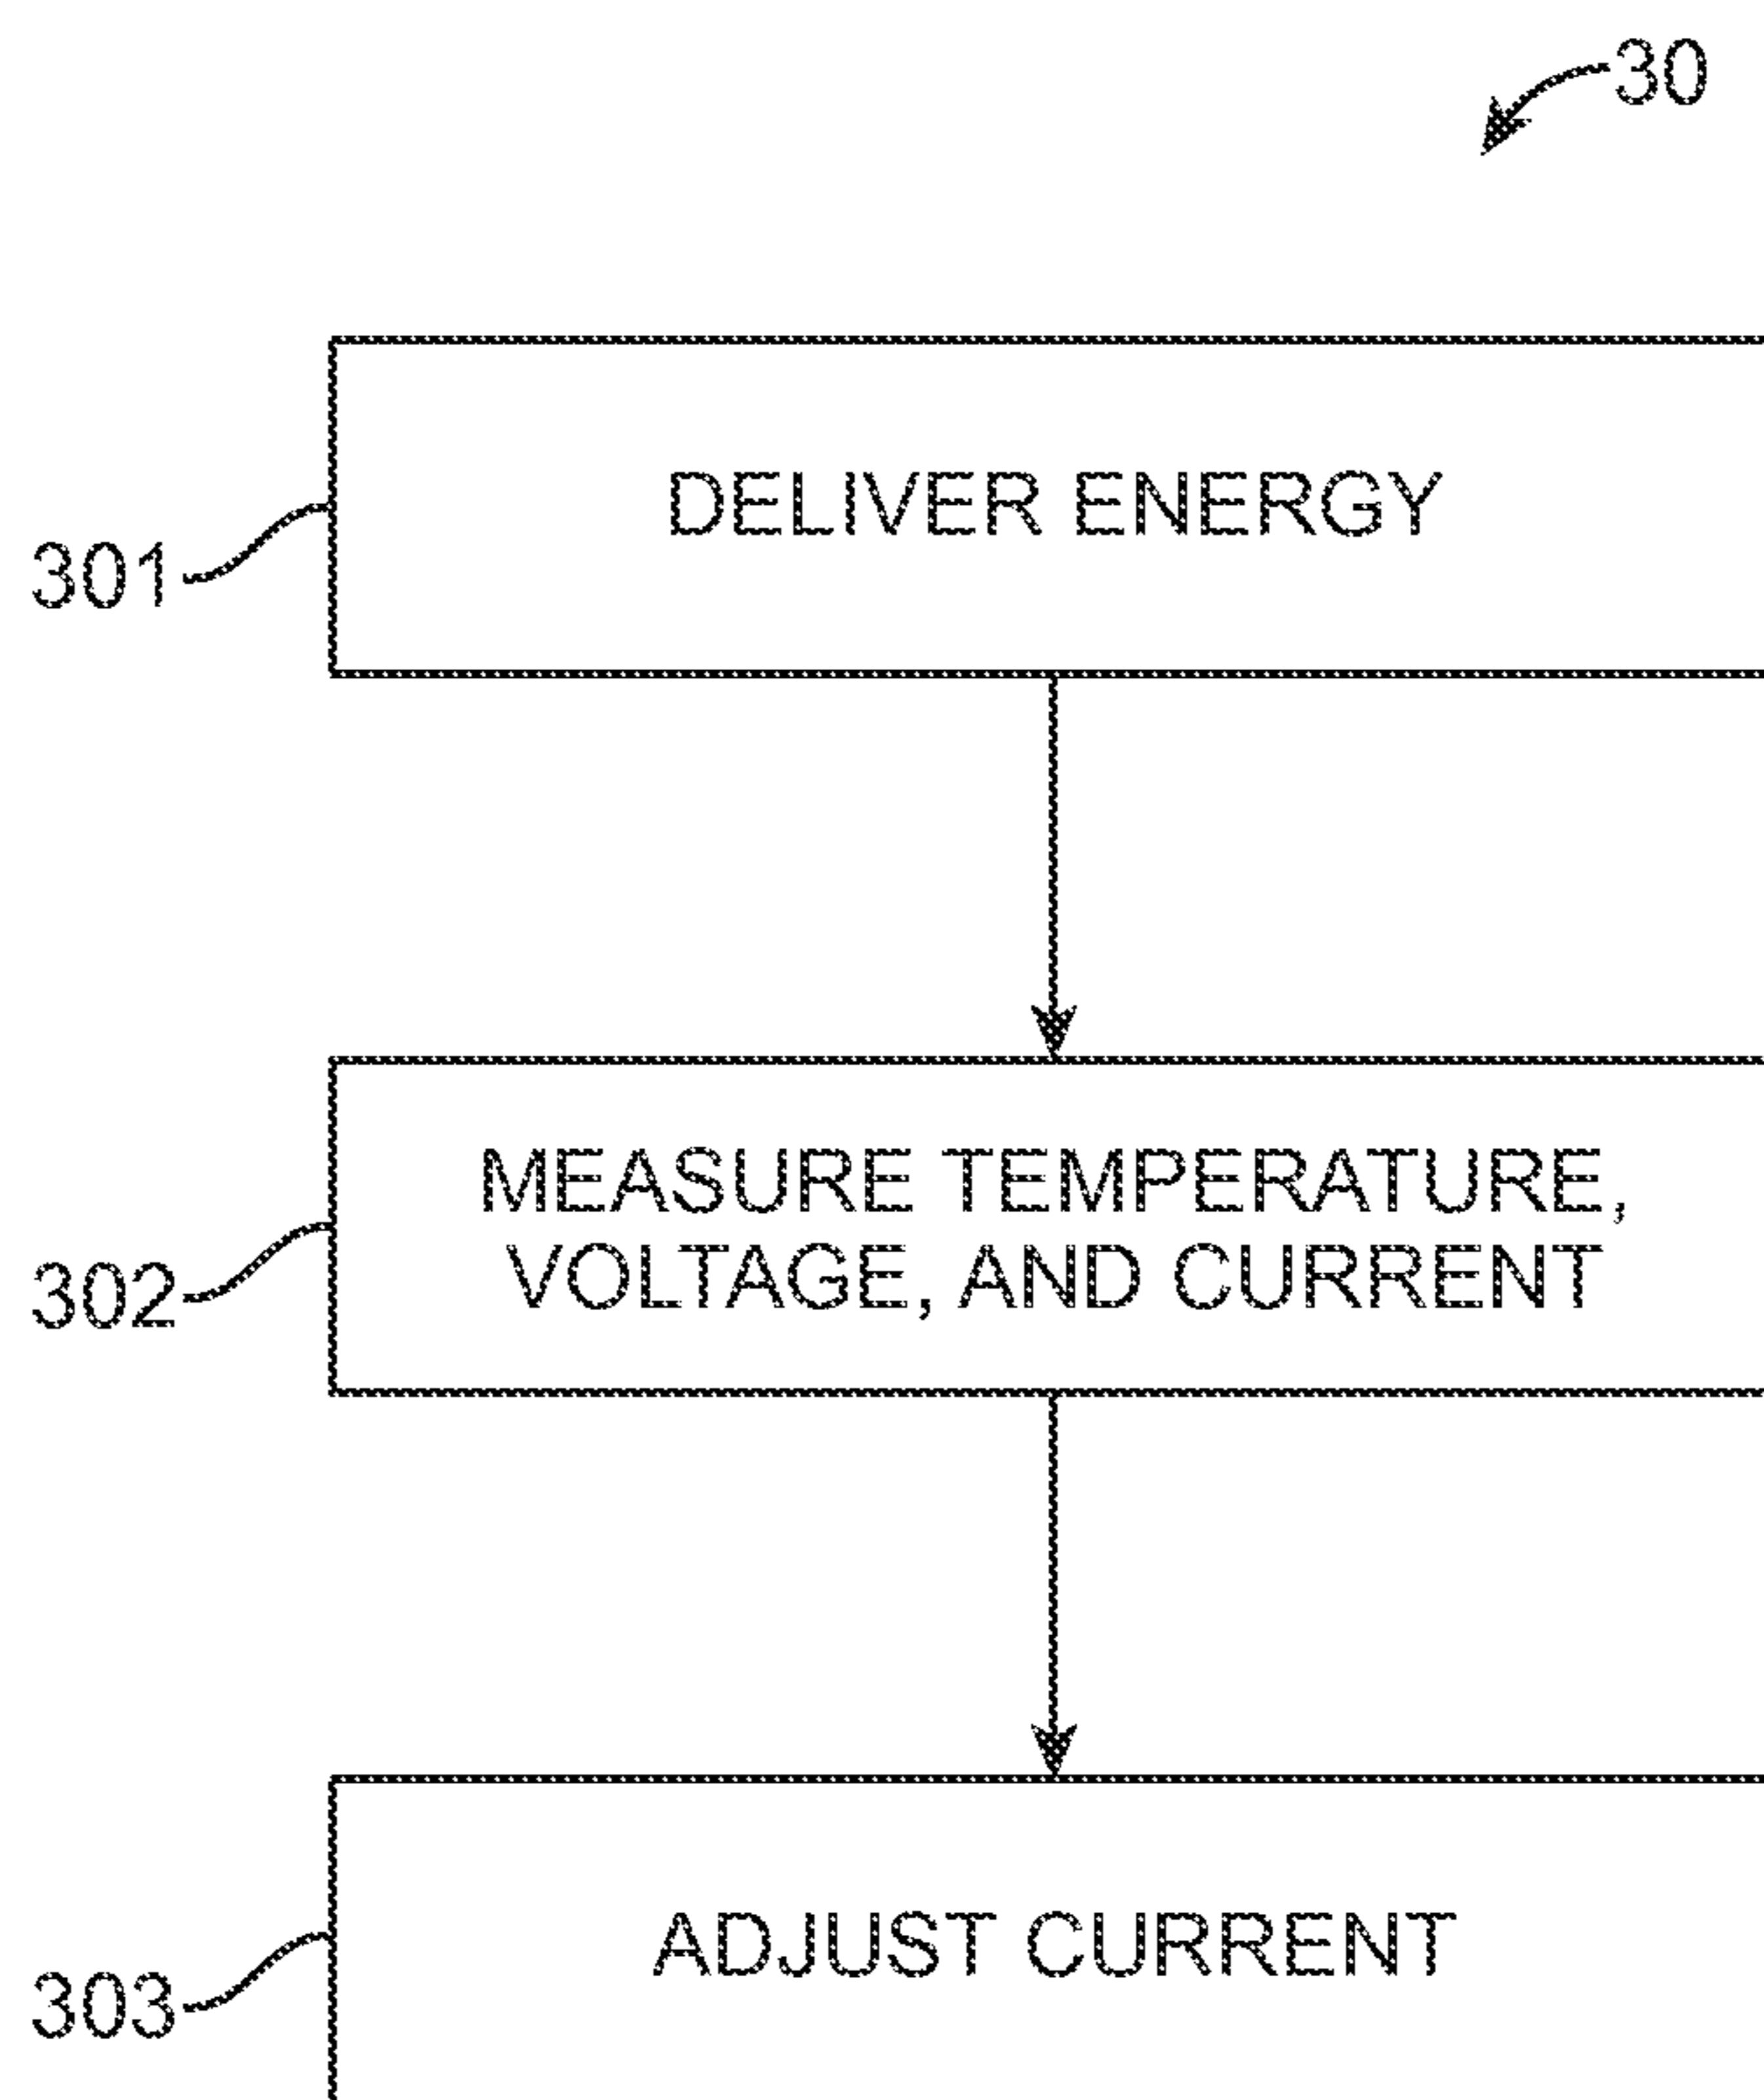 30
DELIVER ENERGY
301
MEASURE TEMPERATURE,
VOLTAGE, AND CURRENT
302
ADJUST CURRENT
303